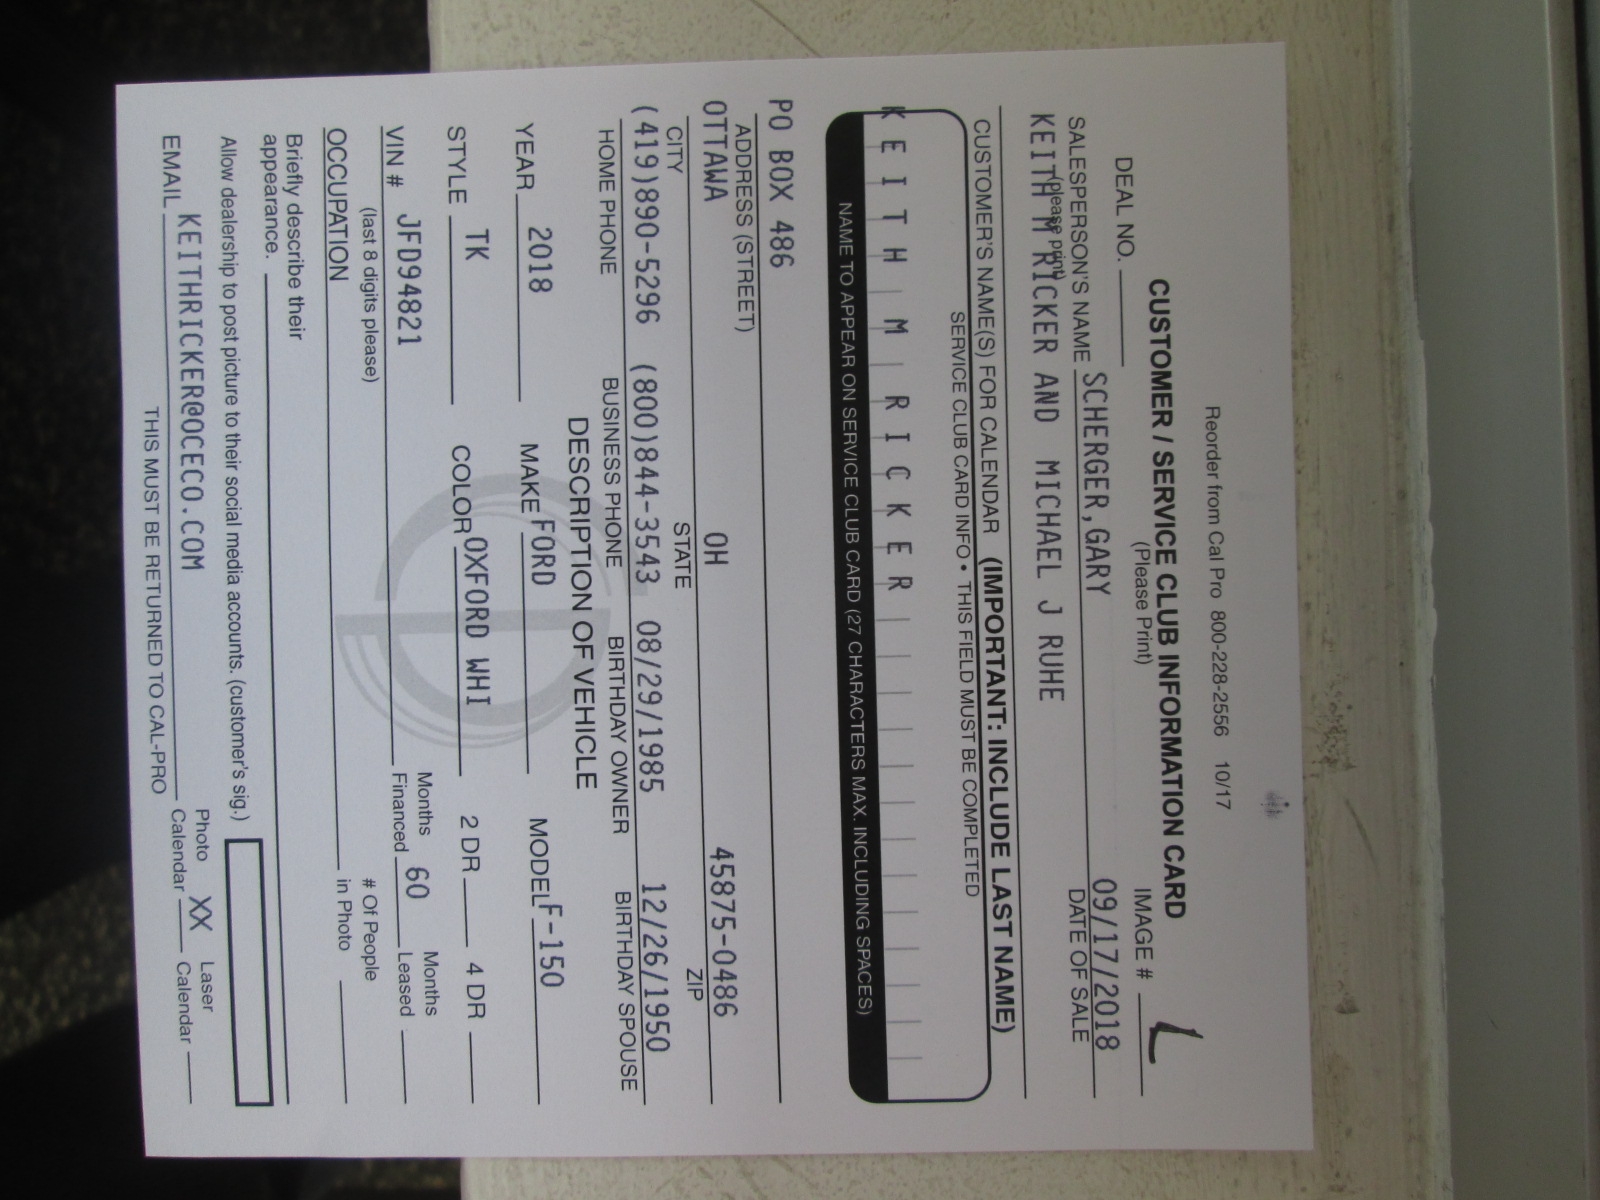 Reorder from Cal Pro 800-228-2556 10/17
CUSTOMER / SERVICE CLUB INFORMATION CARD
(Please Print)
DEAL NO. IMAGE # L
SCHERGER,GARY 09/17/2018
SALESPERSON'S NAME DATE OF SALE
(please print)
KEITH M RICKER AND MICHAEL J RUHE
CUSTOMER'S NAME(S) FOR CALENDAR (IMPORTANT: INCLUDE LAST NAME)
SERVICE CLUB CARD INFO • THIS FIELD MUST BE COMPLETED
KEITH M RICKER
NAME TO APPEAR ON SERVICE CLUB CARD (27 CHARACTERS MAX. INCLUDING SPACES)
PO BOX 486
ADDRESS (STREET)
OTTAWA OH 45875-0486
CITY STATE ZIP
(419)890-5296 (800)844-3543 08/29/1985 12/26/1950
HOME PHONE BUSINESS PHONE BIRTHDAY OWNER BIRTHDAY SPOUSE
DESCRIPTION OF VEHICLE
YEAR 2018 MAKE FORD MODEL F-150
STYLE TK COLOR OXFORD WHI 2 DR 4 DR
VIN # JFD94821 Months Financed 60 Months Leased
(last 8 digits please)
OCCUPATION # Of People in Photo
Briefly describe their
appearance.
Allow dealership to post picture to their social media accounts. (customer's sig.)
EMAIL KEITHRICKER@OCECO.COM Photo Calendar XX Laser Calendar
THIS MUST BE RETURNED TO CAL-PRO